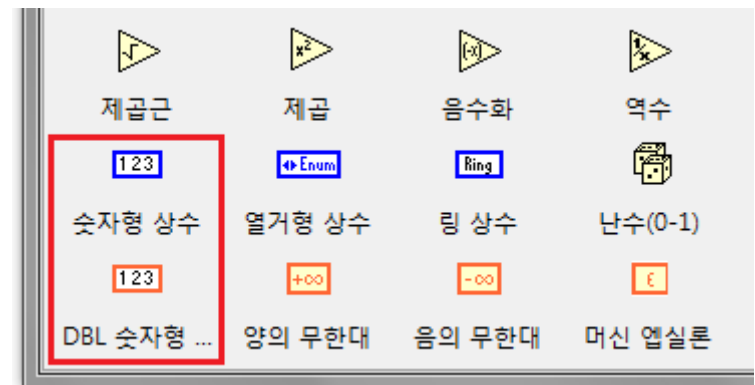 √ x² (-x) 1/x
제곱근 제곱 음수화 역수
123 Enum Ring
숫자형 상수 열거형 상수 링 상수 난수(0-1)
123 +∞ -∞ ε
DBL 숫자형 ... 양의 무한대 음의 무한대 머신 엡실론